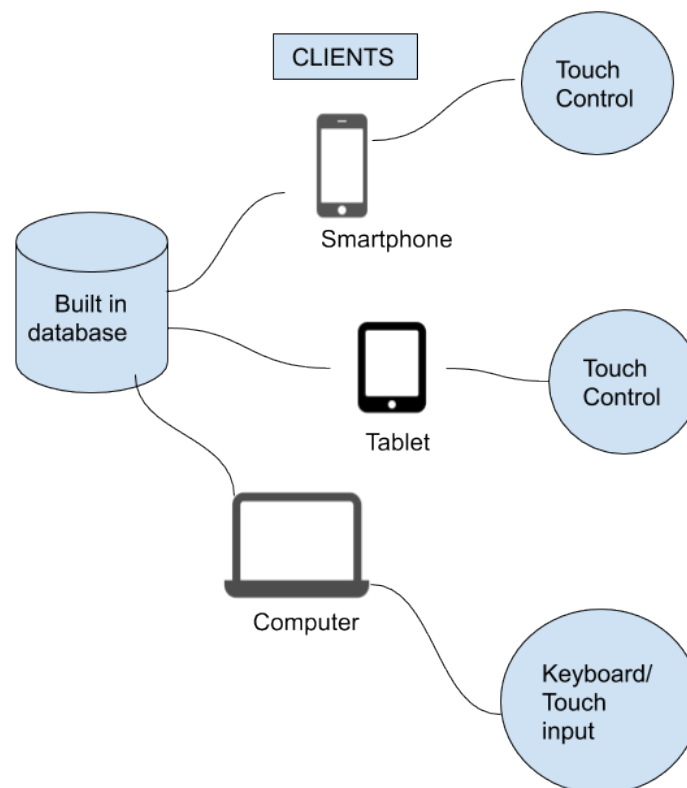 CLIENTS
Touch
Control
Smartphone
Built in
database
Touch
Control
Tablet
Computer
Keyboard/
Touch
input